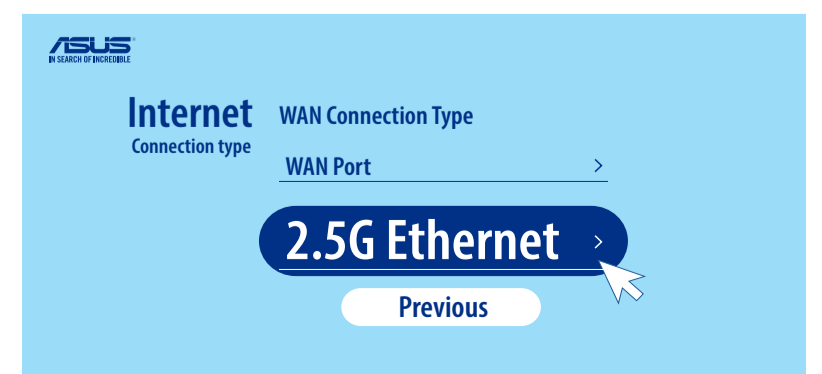 ASUS
IN SEARCH OF INCREDIBLE
Internet
Connection type
WAN Connection Type
WAN Port
2.5G Ethernet
Previous